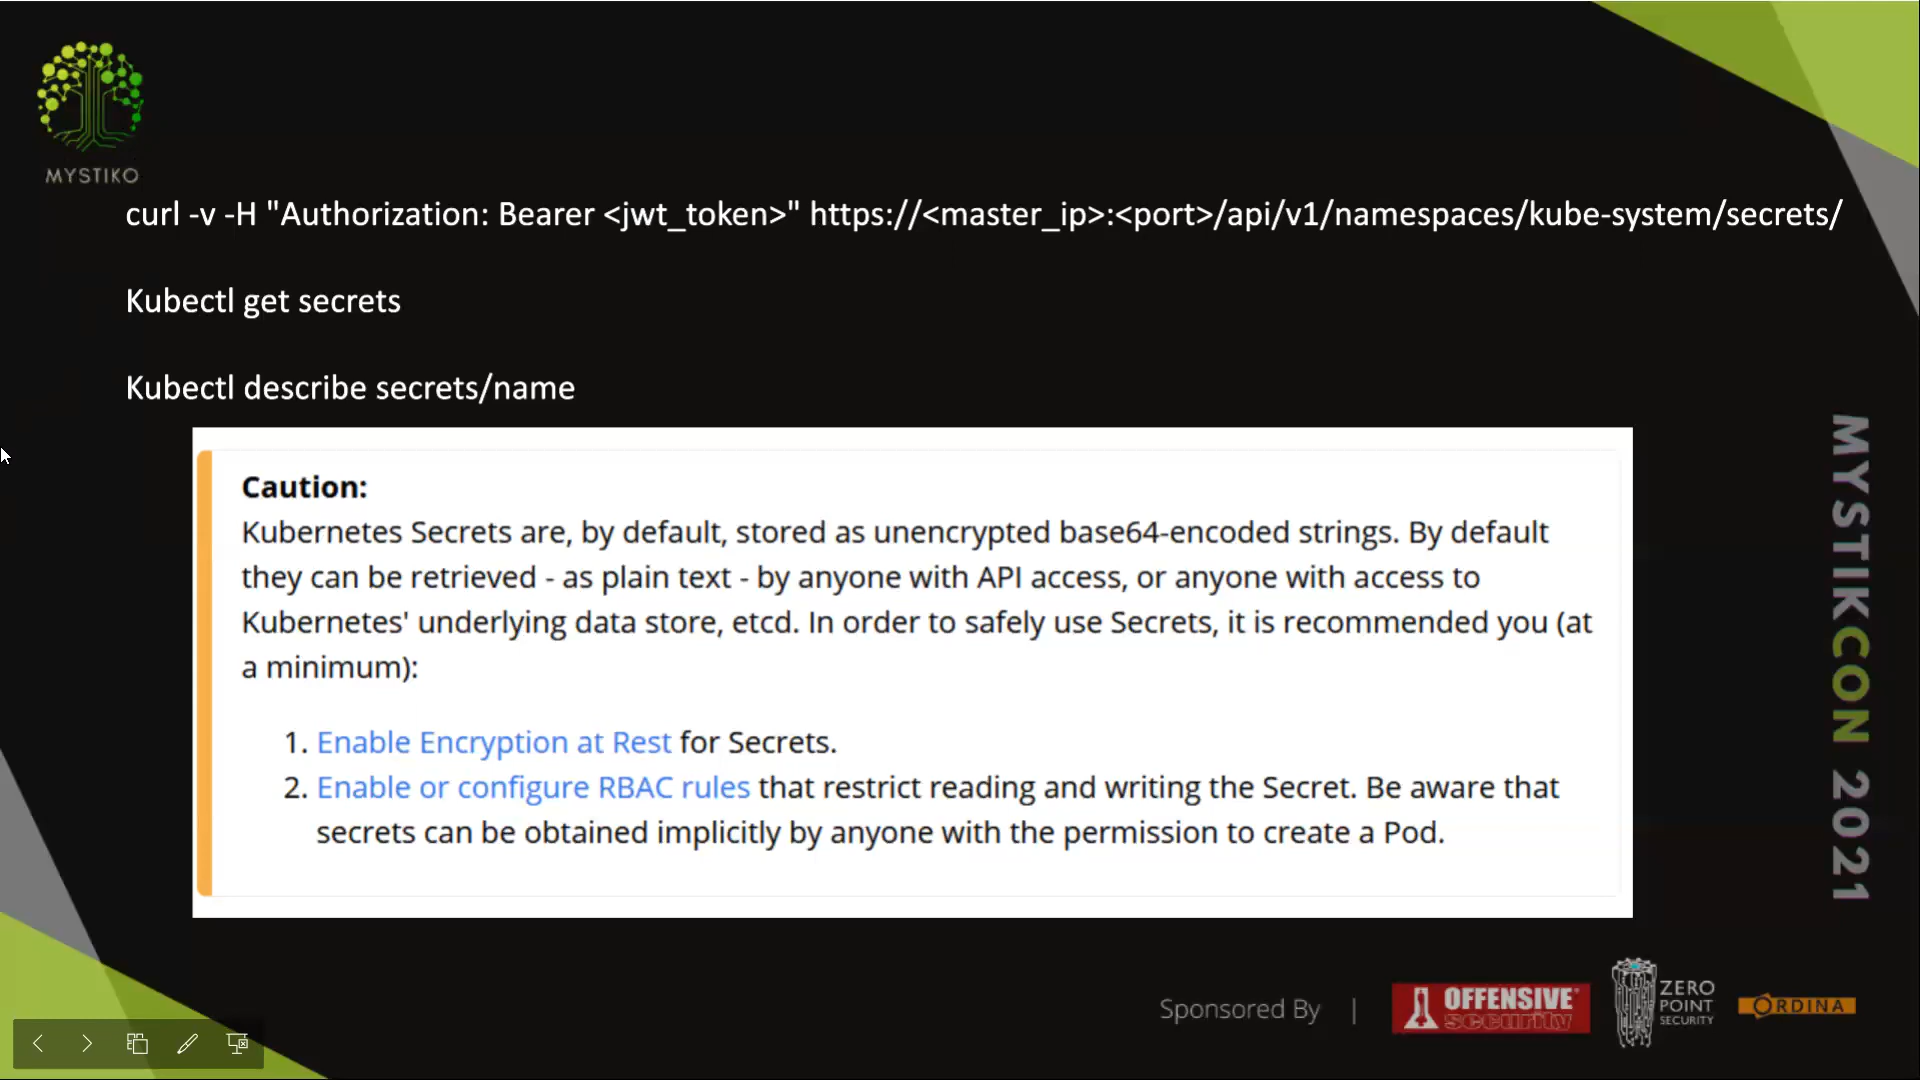 MYSTIKO
curl -v -H "Authorization: Bearer <jwt_token>" https://<master_ip>:<port>/api/v1/namespaces/kube-system/secrets/
Kubectl get secrets
Kubectl describe secrets/name
Caution:
Kubernetes Secrets are, by default, stored as unencrypted base64-encoded strings. By default
they can be retrieved - as plain text - by anyone with API access, or anyone with access to
Kubernetes' underlying data store, etcd. In order to safely use Secrets, it is recommended you (at
a minimum):
1. Enable Encryption at Rest for Secrets.
2. Enable or configure RBAC rules that restrict reading and writing the Secret. Be aware that
secrets can be obtained implicitly by anyone with the permission to create a Pod.
MYSTIKCON 2021
Sponsored By |
OFFENSIVE
security
ZERO
POINT
SECURITY
ORDINA